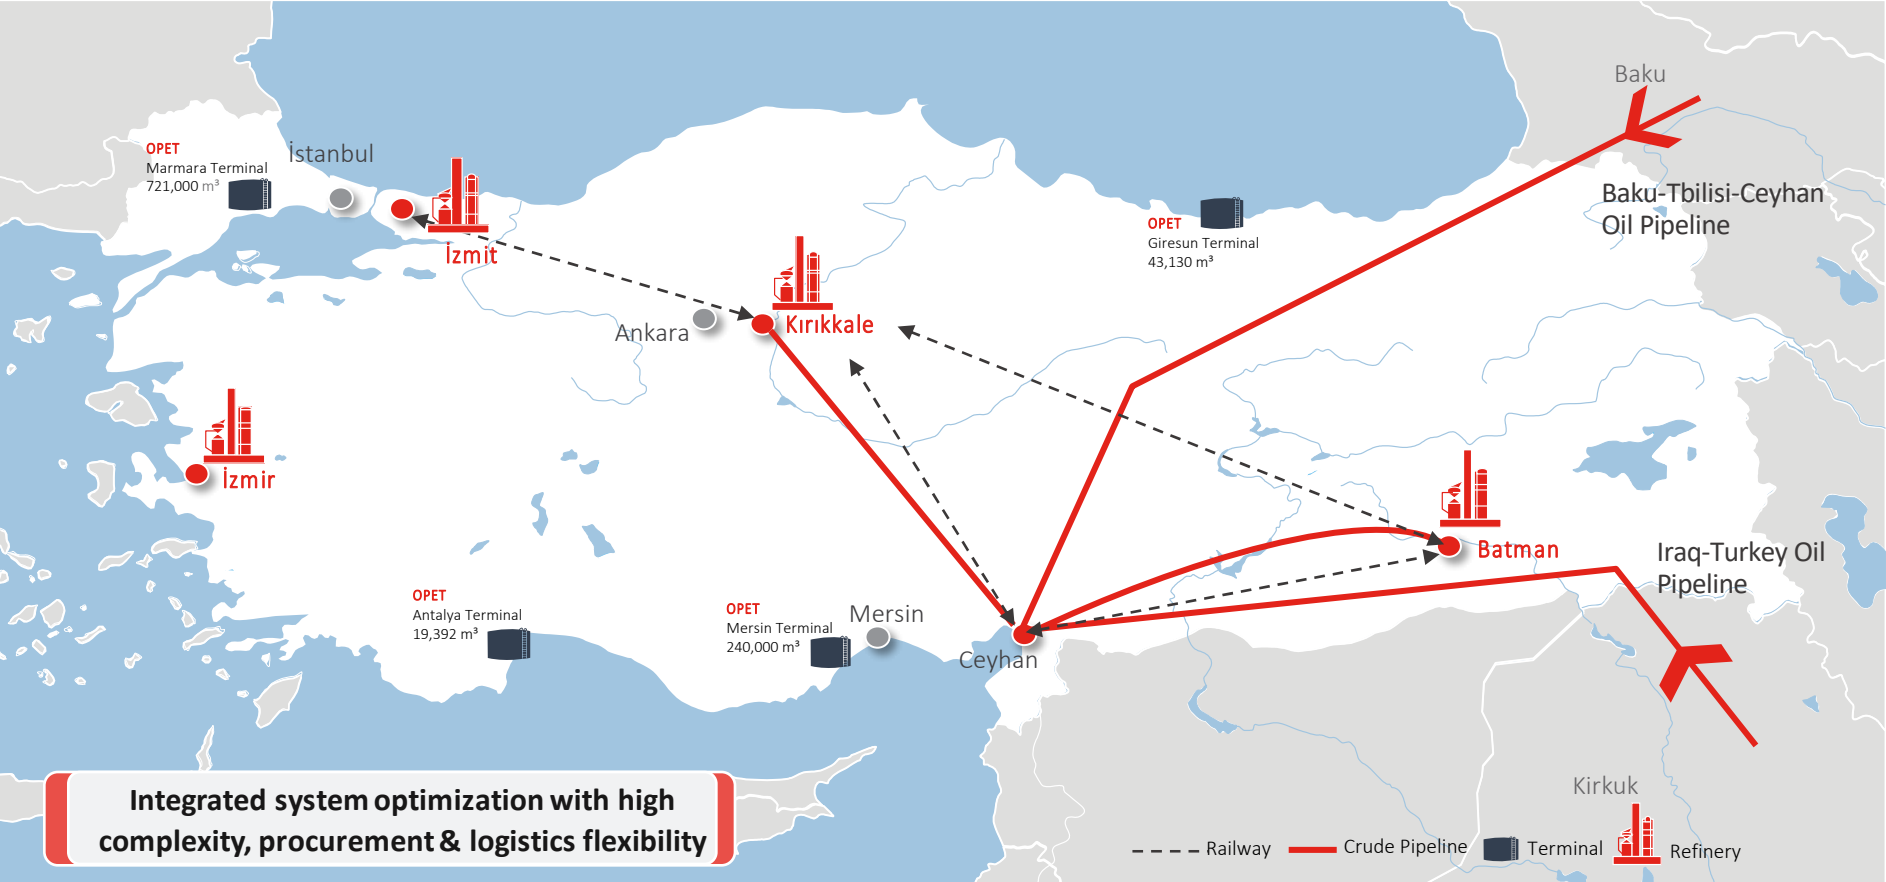 Baku
Baku-Tbilisi-Ceyhan
Oil Pipeline
OPET
Marmara Terminal
721,000 m³
İstanbul
İzmit
OPET
Giresun Terminal
43,130 m³
Ankara
Kırıkkale
İzmir
Batman
Iraq-Turkey Oil
Pipeline
OPET
Antalya Terminal
19,392 m³
OPET
Mersin Terminal
240,000 m³
Mersin
Ceyhan
Kirkuk
Integrated system optimization with high
complexity, procurement & logistics flexibility
Railway
Crude Pipeline
Terminal
Refinery